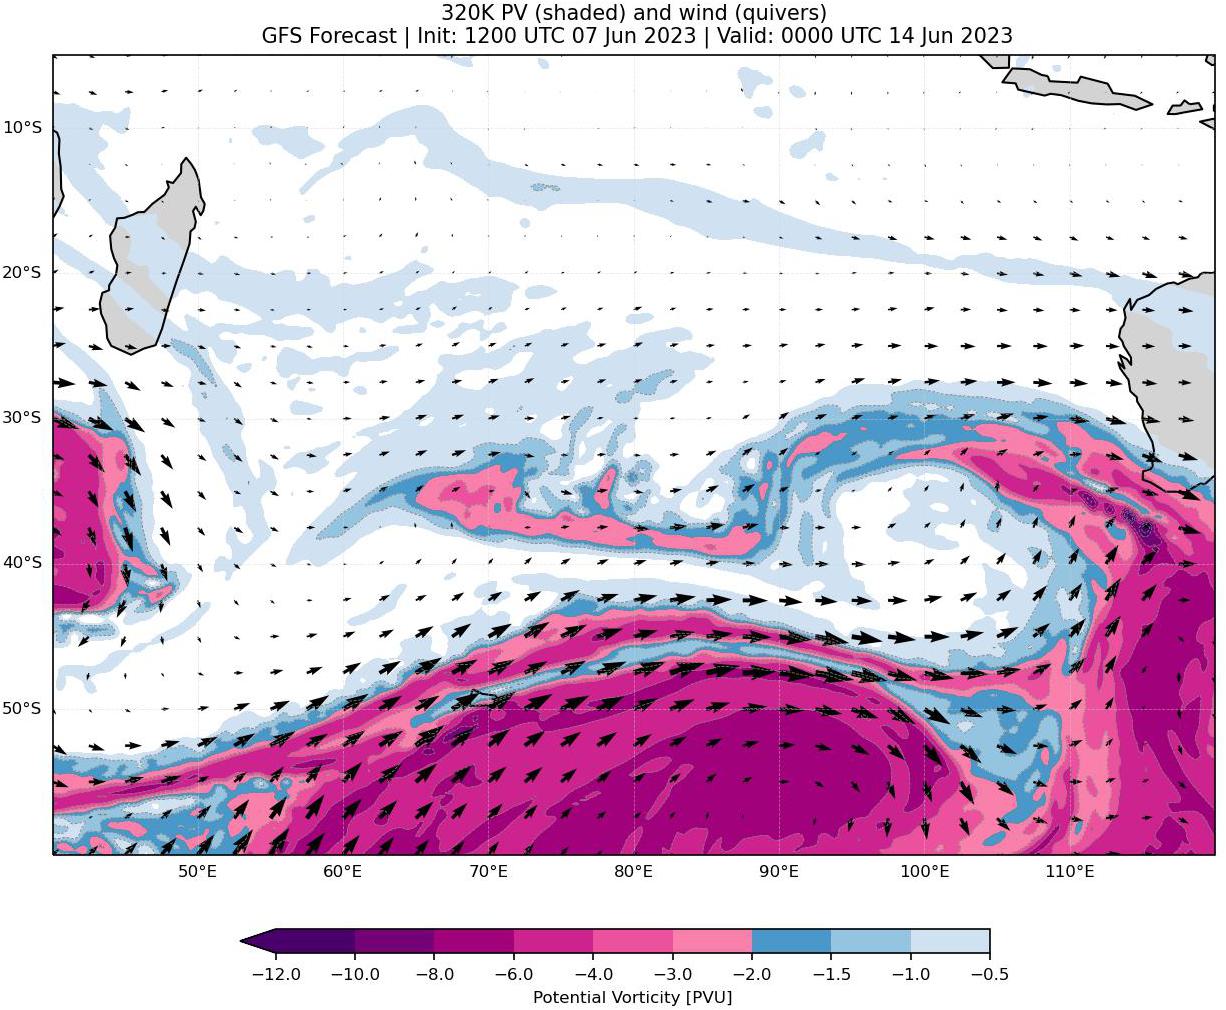 320K PV (shaded) and wind (quivers)
GFS Forecast | Init: 1200 UTC 07 Jun 2023 | Valid: 0000 UTC 14 Jun 2023
10°S
20°S
30°S
40°S
50°S
50°E 60°E 70°E 80°E 90°E 100°E 110°E
−12.0 −10.0 −8.0 −6.0 −4.0 −3.0 −2.0 −1.5 −1.0 −0.5
Potential Vorticity [PVU]